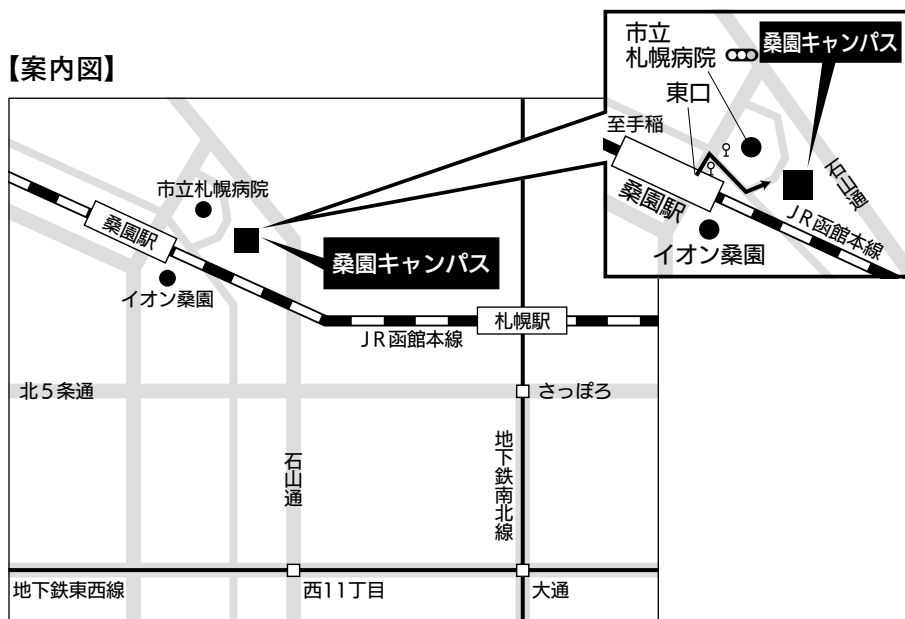 【案内図】
市立
札幌病院
桑園キャンパス
東口
至手稲
桑園駅
石山通
JR函館本線
イオン桑園
市立札幌病院
桑園駅
桑園キャンパス
イオン桑園
札幌駅
JR函館本線
北5条通
さっぽろ
石山通
地下鉄南北線
地下鉄東西線
西11丁目
大通